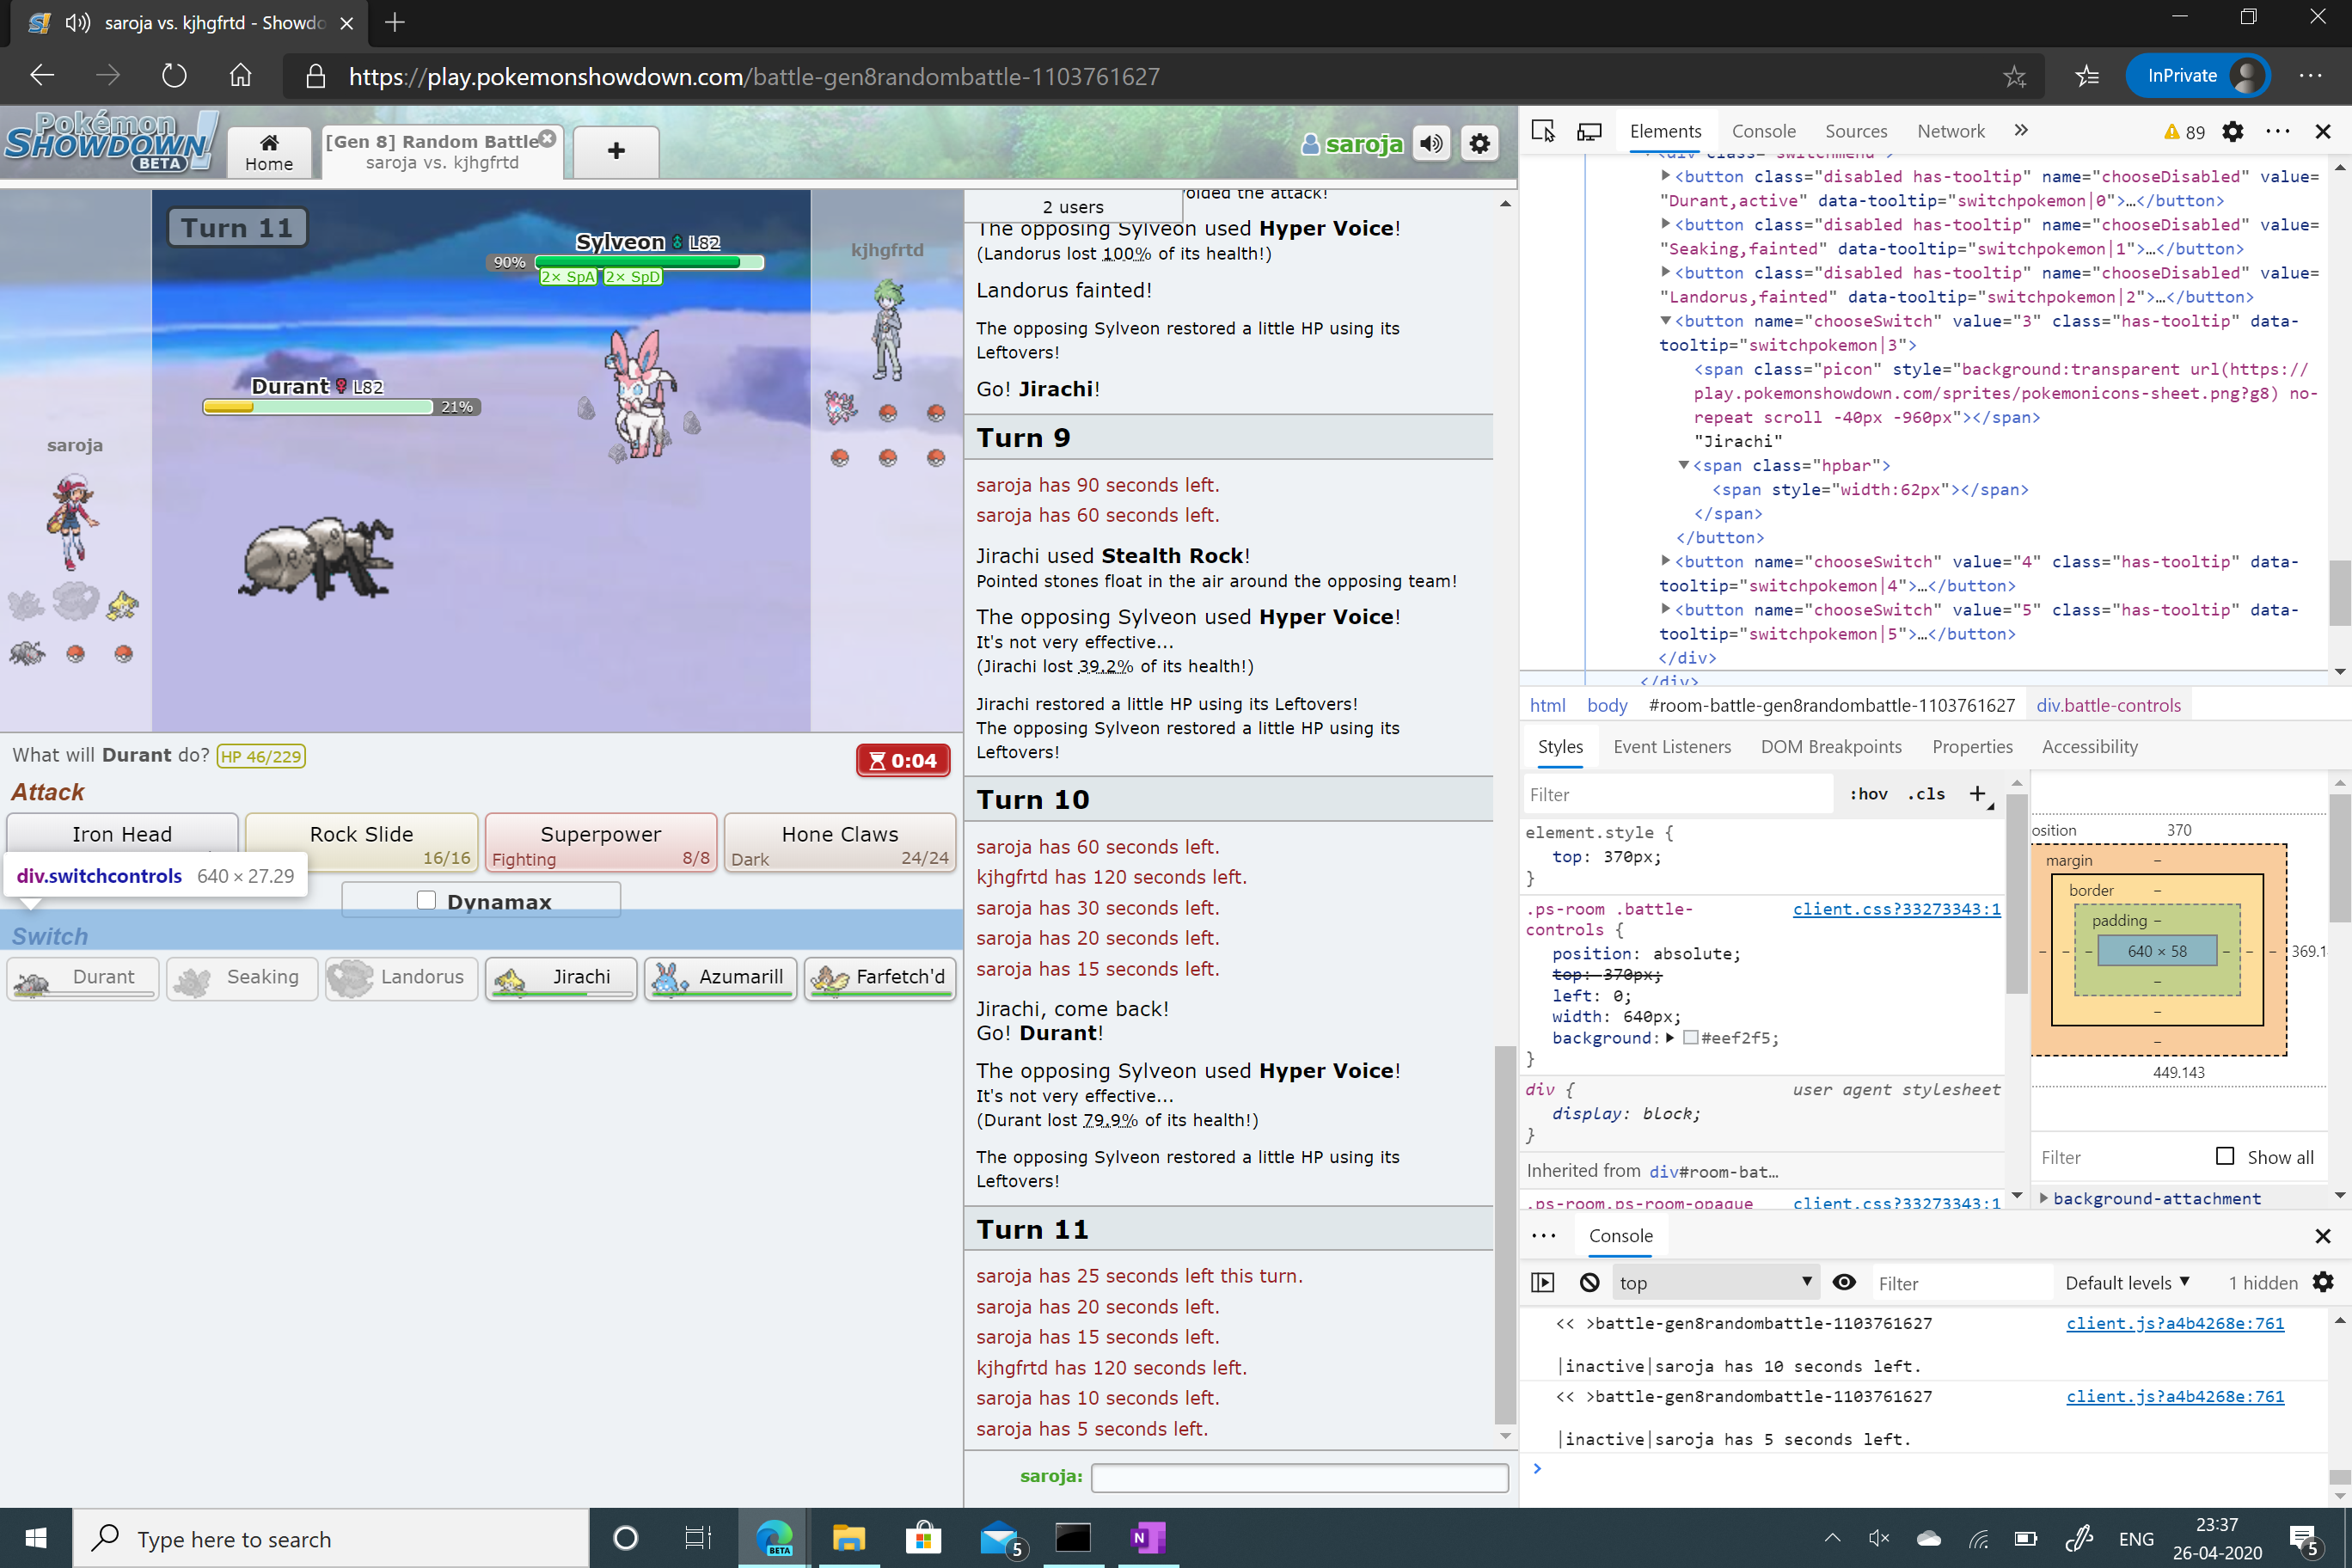 saroja vs. kjhgfrtd - Showdo
https://play.pokemonshowdown.com/battle-gen8randombattle-1103761627
InPrivate
Pokémon
SHOWDOWN!
BETA
Home
[Gen 8] Random Battle
saroja vs. kjhgfrtd
+
saroja
Turn 11
Sylveon L82
90%
2× SpA 2× SpD
kjhgfrtd
Durant L82
21%
saroja
What will Durant do? HP 46/229
0:04
Attack
Iron Head
Rock Slide
16/16
Superpower
Fighting 8/8
Hone Claws
Dark 24/24
div.switchcontrols 640 × 27.29
Dynamax
Switch
Durant
Seaking
Landorus
Jirachi
Azumarill
Farfetch'd
2 users
oided the attack!
The opposing Sylveon used Hyper Voice!
(Landorus lost 100% of its health!)
Landorus fainted!
The opposing Sylveon restored a little HP using its
Leftovers!
Go! Jirachi!
Turn 9
saroja has 90 seconds left.
saroja has 60 seconds left.
Jirachi used Stealth Rock!
Pointed stones float in the air around the opposing team!
The opposing Sylveon used Hyper Voice!
It's not very effective...
(Jirachi lost 39.2% of its health!)
Jirachi restored a little HP using its Leftovers!
The opposing Sylveon restored a little HP using its
Leftovers!
Turn 10
saroja has 60 seconds left.
kjhgfrtd has 120 seconds left.
saroja has 30 seconds left.
saroja has 20 seconds left.
saroja has 15 seconds left.
Jirachi, come back!
Go! Durant!
The opposing Sylveon used Hyper Voice!
It's not very effective...
(Durant lost 79.9% of its health!)
The opposing Sylveon restored a little HP using its
Leftovers!
Turn 11
saroja has 25 seconds left this turn.
saroja has 20 seconds left.
saroja has 15 seconds left.
kjhgfrtd has 120 seconds left.
saroja has 10 seconds left.
saroja has 5 seconds left.
saroja:
Elements Console Sources Network » 89
<div class="switchmenu">
<button class="disabled has-tooltip" name="chooseDisabled" value=
"Durant,active" data-tooltip="switchpokemon|0">…</button>
<button class="disabled has-tooltip" name="chooseDisabled" value=
"Seaking,fainted" data-tooltip="switchpokemon|1">…</button>
<button class="disabled has-tooltip" name="chooseDisabled" value=
"Landorus,fainted" data-tooltip="switchpokemon|2">…</button>
<button name="chooseSwitch" value="3" class="has-tooltip" data-
tooltip="switchpokemon|3">
<span class="picon" style="background:transparent url(https://
play.pokemonshowdown.com/sprites/pokemonicons-sheet.png?g8) no-
repeat scroll -40px -960px"></span>
"Jirachi"
<span class="hpbar">
<span style="width:62px"></span>
</span>
</button>
<button name="chooseSwitch" value="4" class="has-tooltip" data-
tooltip="switchpokemon|4">…</button>
<button name="chooseSwitch" value="5" class="has-tooltip" data-
tooltip="switchpokemon|5">…</button>
</div>
</div>
html body #room-battle-gen8randombattle-1103761627 div.battle-controls
Styles Event Listeners DOM Breakpoints Properties Accessibility
Filter :hov .cls +
element.style {
top: 370px;
}
.ps-room .battle- client.css?33273343:1
controls {
position: absolute;
top: 370px;
left: 0;
width: 640px;
background: #eef2f5;
}
div { user agent stylesheet
display: block;
}
Inherited from div#room-bat…
.ps-room.ps-room-opaque client.css?33273343:1
osition 370
margin –
border –
padding –
640 × 58
369.1
449.143
Filter Show all
background-attachment
Console
top
Filter
Default levels
1 hidden
<< >battle-gen8randombattle-1103761627 client.js?a4b4268e:761
|inactive|saroja has 10 seconds left.
<< >battle-gen8randombattle-1103761627 client.js?a4b4268e:761
|inactive|saroja has 5 seconds left.
>
Type here to search
BETA
5
N
ENG
23:37
26-04-2020
5